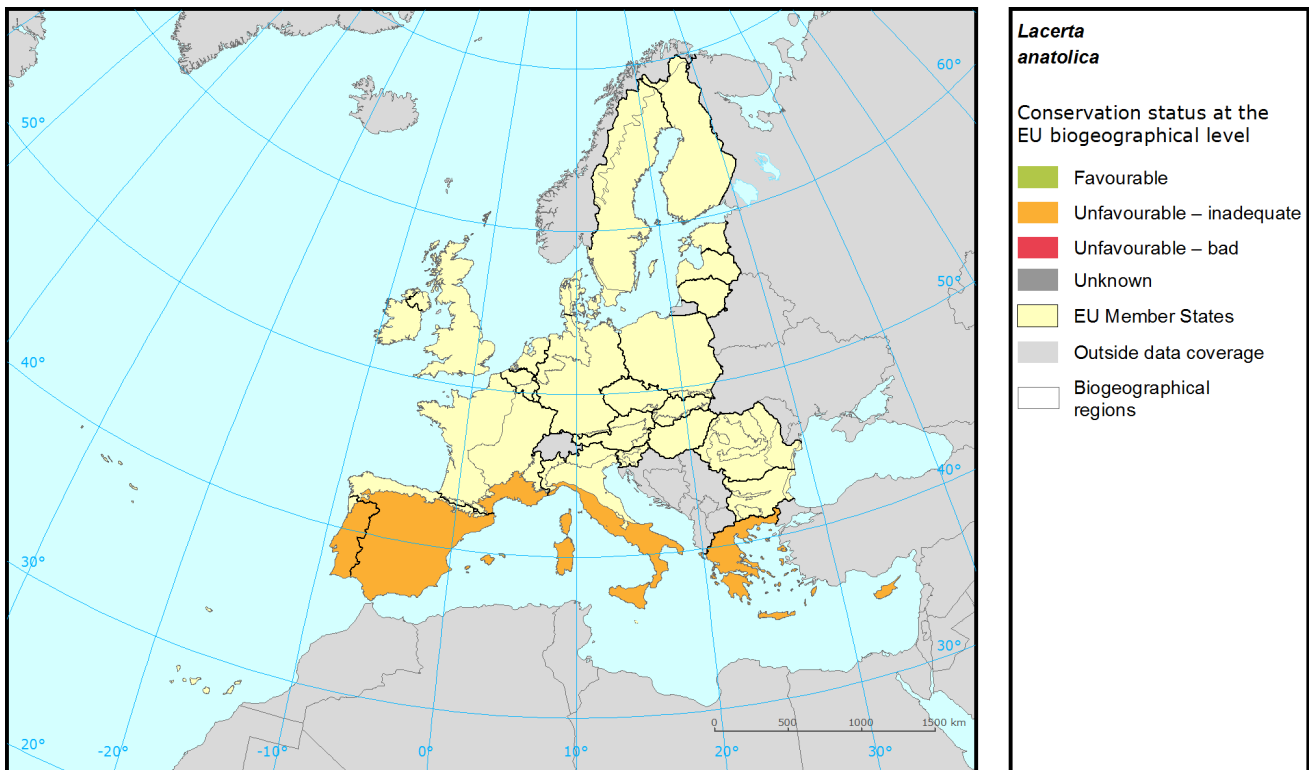 60°
50°
50°
40°
40°
30°
30°
20°
-20°
-10°
0°
10°
20°
30°
0 500 1000 1500 km
Lacerta
anatolica
Conservation status at the
EU biogeographical level
Favourable
Unfavourable – inadequate
Unfavourable – bad
Unknown
EU Member States
Outside data coverage
Biogeographical
regions